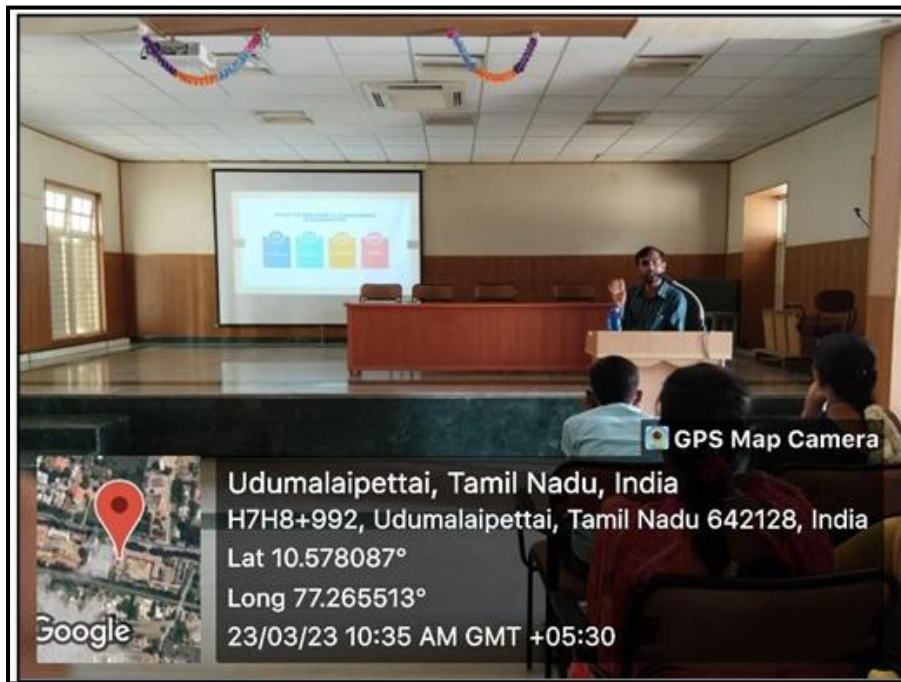 GPS Map Camera
Udumalaipettai, Tamil Nadu, India
H7H8+992, Udumalaipettai, Tamil Nadu 642128, India
Lat 10.578087°
Long 77.265513°
23/03/23 10:35 AM GMT +05:30
Google